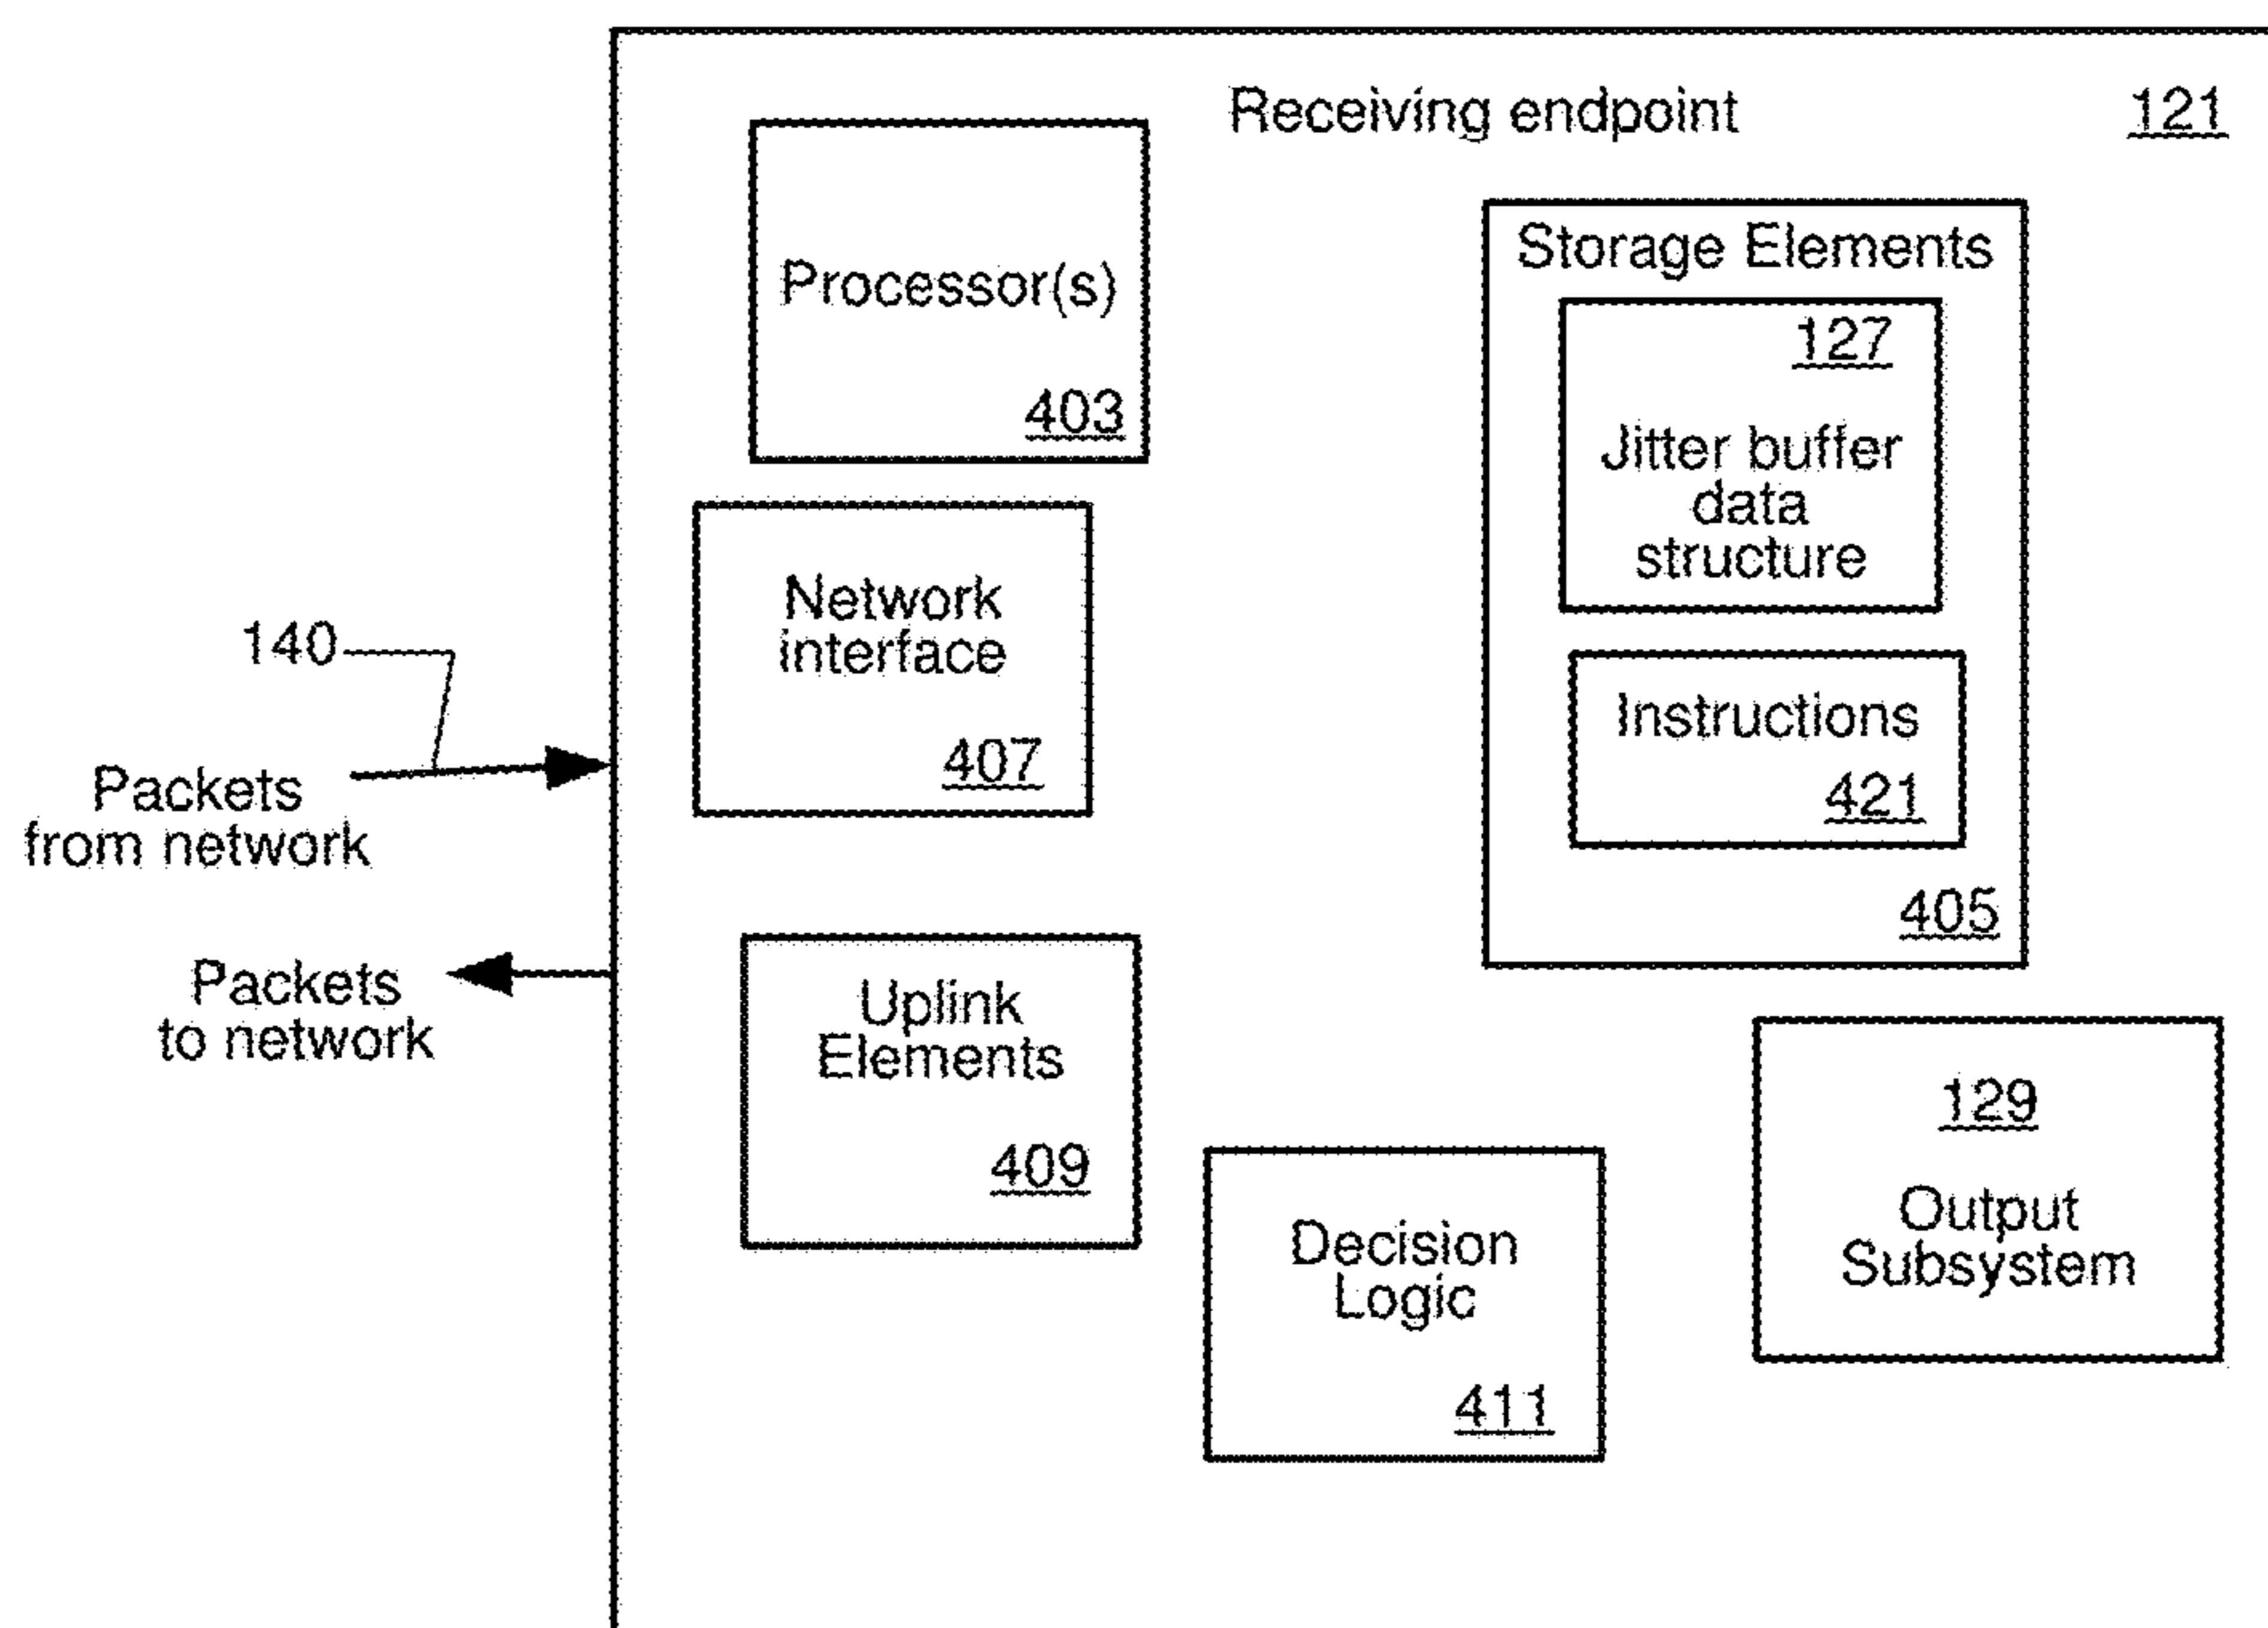 Receiving endpoint
121
Processor(s)
403
Storage Elements
127
Jitter buffer
data
structure
Instructions
421
405
Network
interface
407
140
Packets
from network
Packets
to network
Uplink
Elements
409
Decision
Logic
411
129
Output
Subsystem